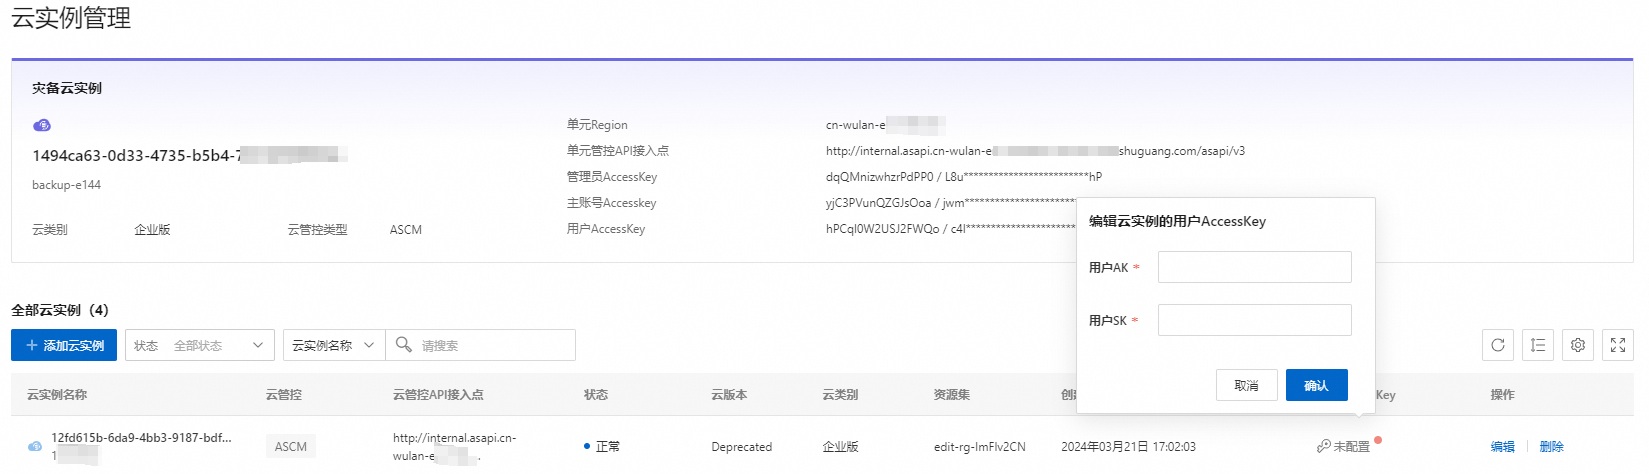 云实例管理
灾备云实例
1494ca63-0d33-4735-b5b4-7
backup-e144
云类别 企业版 云管控类型 ASCM
单元Region cn-wulan-e
单元管控API接入点 http://internal.asapi.cn-wulan-e shuguang.com/asapi/v3
管理员AccessKey dqQMnizwhzrPdPP0 / L8u*************************hP
主账号Accesskey yjC3PVunQZGJsOoa / jwm***********************
用户AccessKey hPCqI0W2USJ2FWQo / c4I***********************
编辑云实例的用户AccessKey
用户AK *
用户SK *
取消 确认
全部云实例（4）
添加云实例 状态 全部状态 云实例名称 请搜索
云实例名称 云管控 云管控API接入点 状态 云版本 云类别 资源集 创 Key 操作
12fd615b-6da9-4bb3-9187-bdf... ASCM http://internal.asapi.cn-wulan-e 正常 Deprecated 企业版 edit-rg-ImFlv2CN 2024年03月21日 17:02:03 未配置 编辑 删除